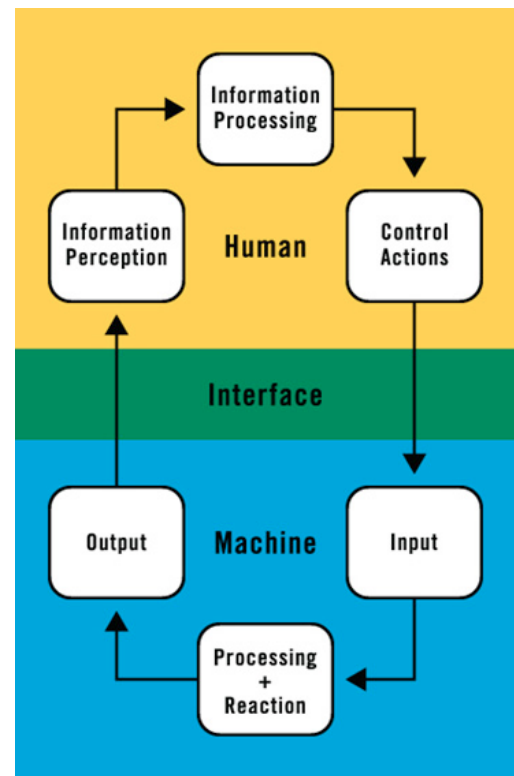 Information
Processing
Information
Perception
Human
Control
Actions
Interface
Output
Machine
Input
Processing
+
Reaction